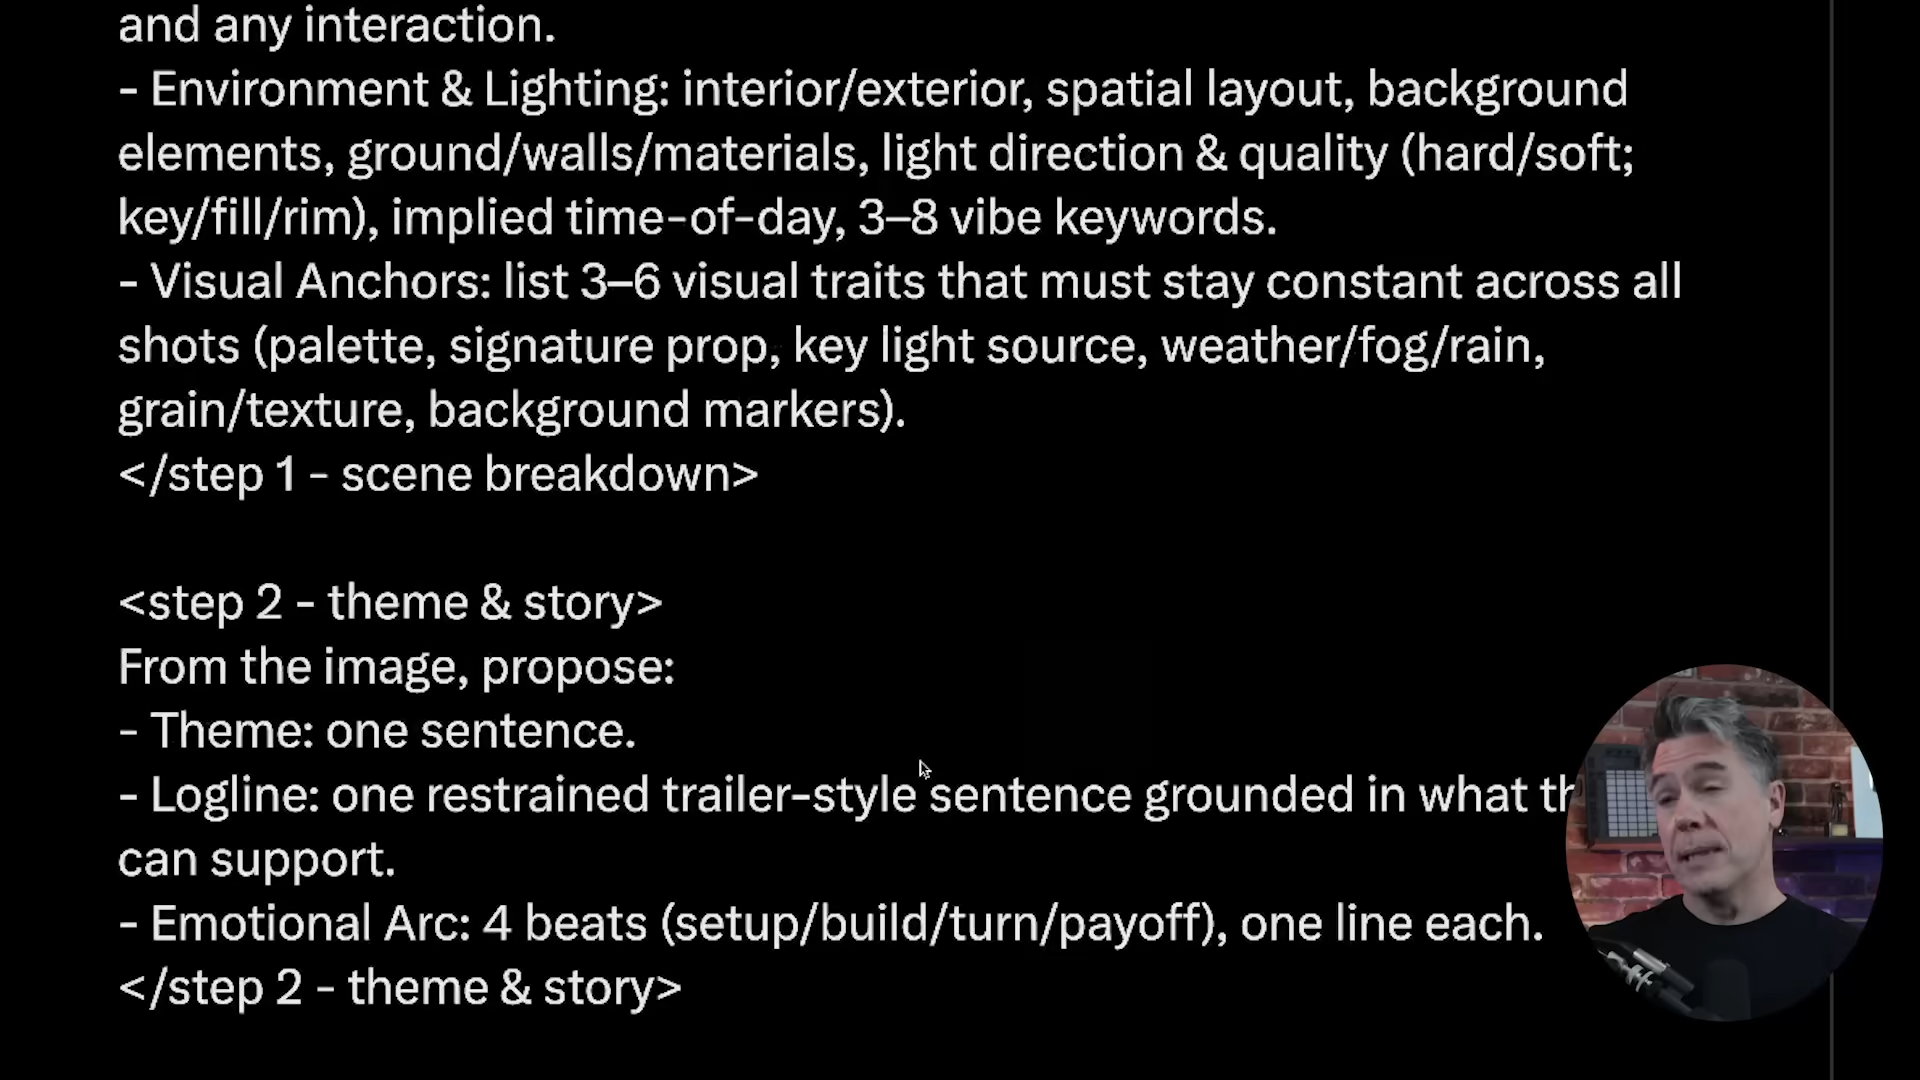 and any interaction.
- Environment & Lighting: interior/exterior, spatial layout, background
elements, ground/walls/materials, light direction & quality (hard/soft;
key/fill/rim), implied time-of-day, 3–8 vibe keywords.
- Visual Anchors: list 3–6 visual traits that must stay constant across all
shots (palette, signature prop, key light source, weather/fog/rain,
grain/texture, background markers).
</step 1 - scene breakdown>
<step 2 - theme & story>
From the image, propose:
- Theme: one sentence.
- Logline: one restrained trailer-style sentence grounded in what
can support.
- Emotional Arc: 4 beats (setup/build/turn/payoff), one line each.
</step 2 - theme & story>